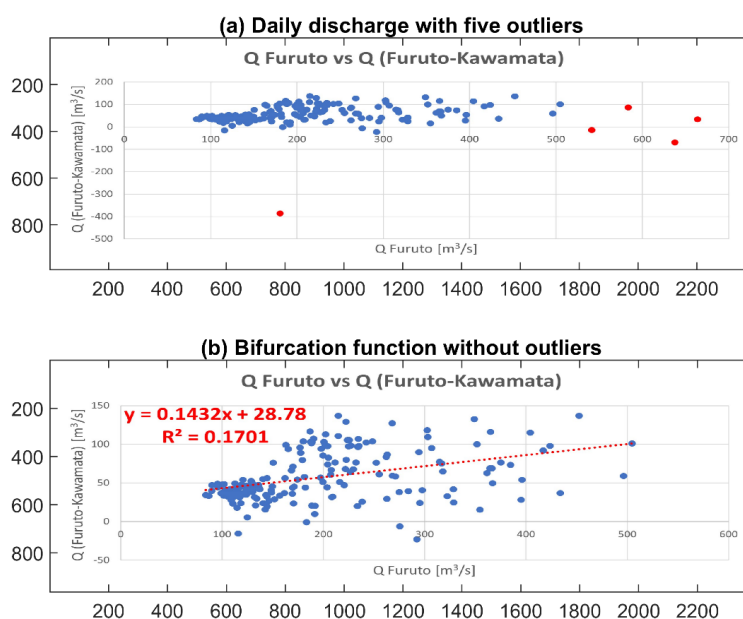 (a) Daily discharge with five outliers
Q Furuto vs Q (Furuto-Kawamata)
Q (Furuto-Kawamata) [m³/s]
200
100
0
-100
-200
-300
-400
-500
0 100 200 300 400 500 600 700
Q Furuto [m³/s]
200
400
600
800
200 400 600 800 1000 1200 1400 1600 1800 2000 2200
(b) Bifurcation function without outliers
Q Furuto vs Q (Furuto-Kawamata)
y = 0.1432x + 28.78
R² = 0.1701
Q (Furuto-Kawamata) [m³/s]
150
100
50
0
-50
0 100 200 300 400 500 600
Q Furuto [m³/s]
200
400
600
800
200 400 600 800 1000 1200 1400 1600 1800 2000 2200